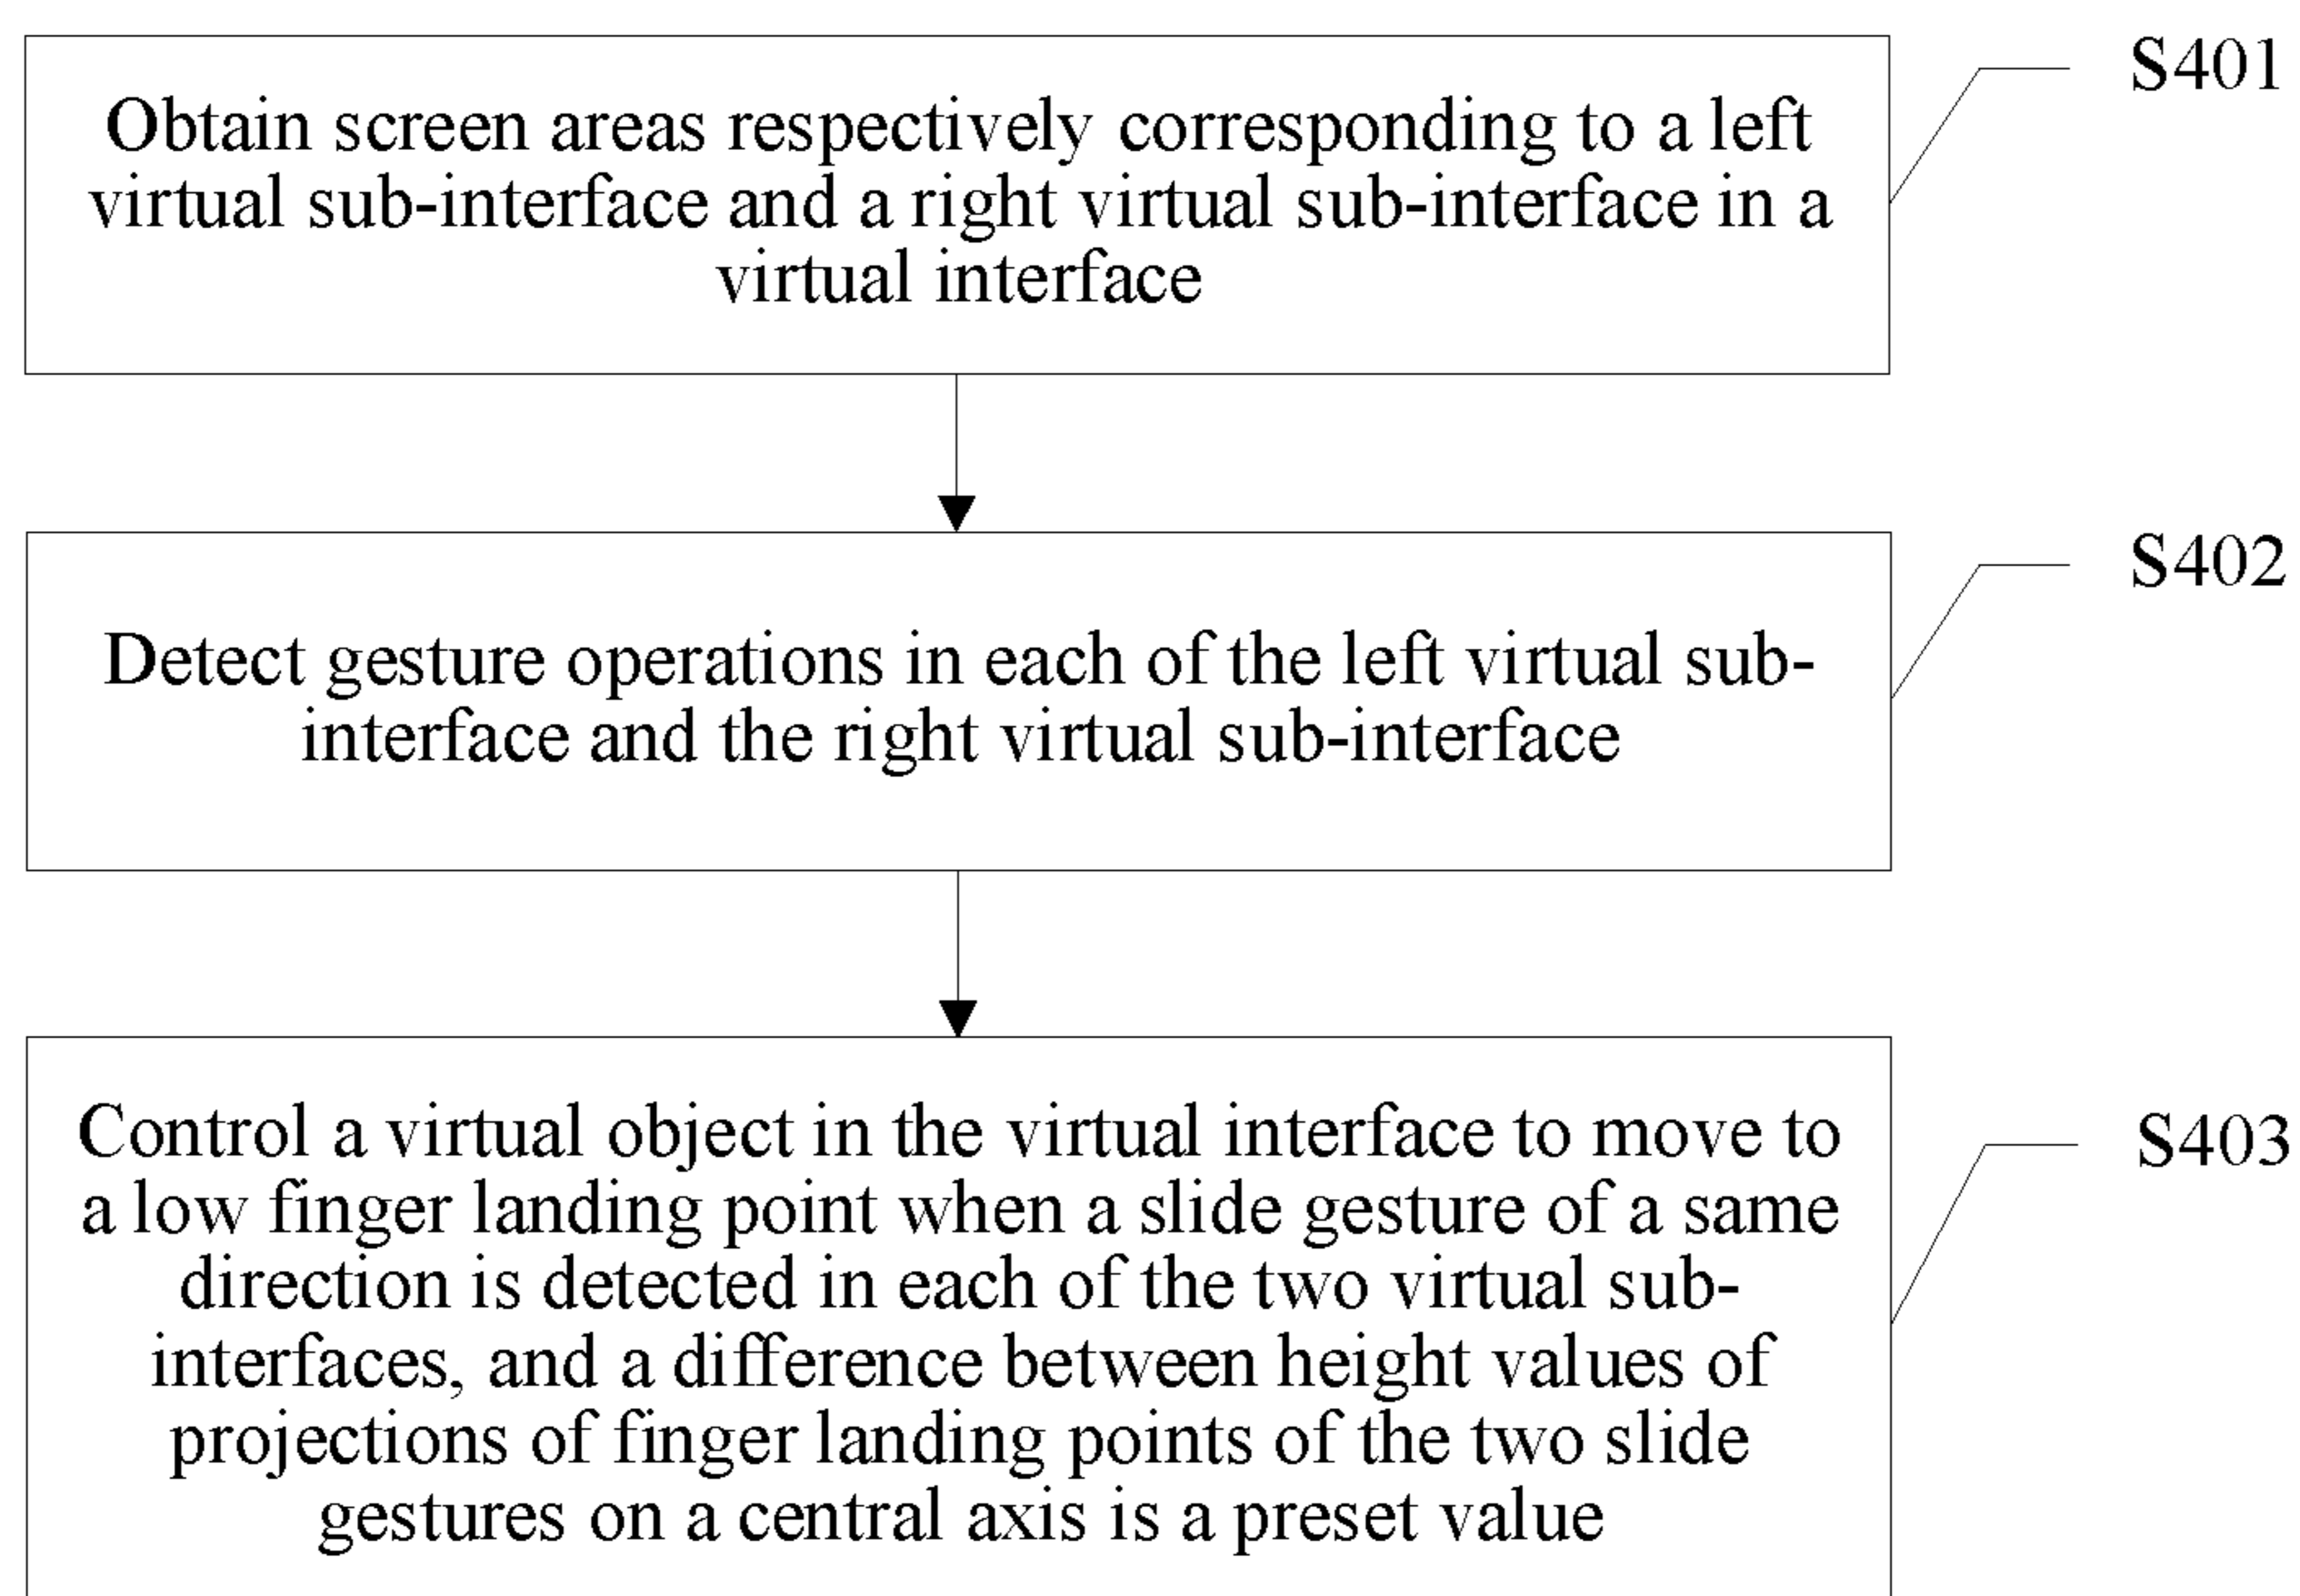 Obtain screen areas respectively corresponding to a left
virtual sub-interface and a right virtual sub-interface in a
virtual interface
S401
Detect gesture operations in each of the left virtual sub-
interface and the right virtual sub-interface
S402
Control a virtual object in the virtual interface to move to
a low finger landing point when a slide gesture of a same
direction is detected in each of the two virtual sub-
interfaces, and a difference between height values of
projections of finger landing points of the two slide
gestures on a central axis is a preset value
S403